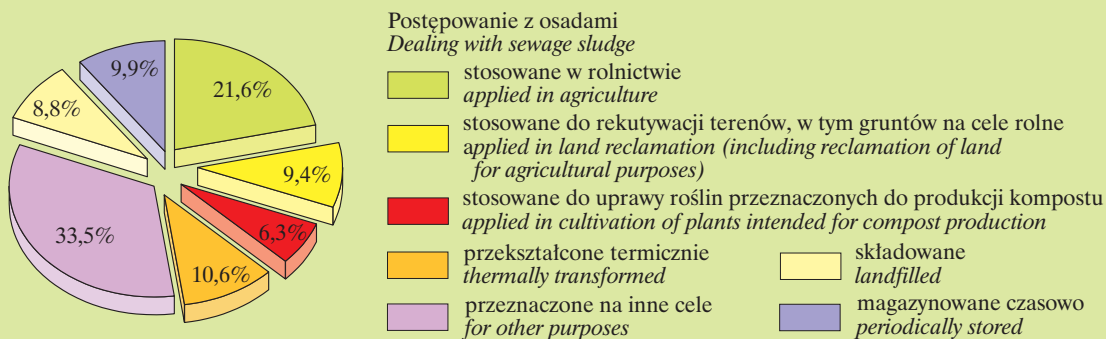 9,9%
21,6%
8,8%
9,4%
33,5%
6,3%
10,6%
Postępowanie z osadami
Dealing with sewage sludge
stosowane w rolnictwie
applied in agriculture
stosowane do rekutywacji terenów, w tym gruntów na cele rolne
applied in land reclamation (including reclamation of land
for agricultural purposes)
stosowane do uprawy roślin przeznaczonych do produkcji kompostu
applied in cultivation of plants intended for compost production
przekształcone termicznie
thermally transformed
składowane
landfilled
przeznaczone na inne cele
for other purposes
magazynowane czasowo
periodically stored